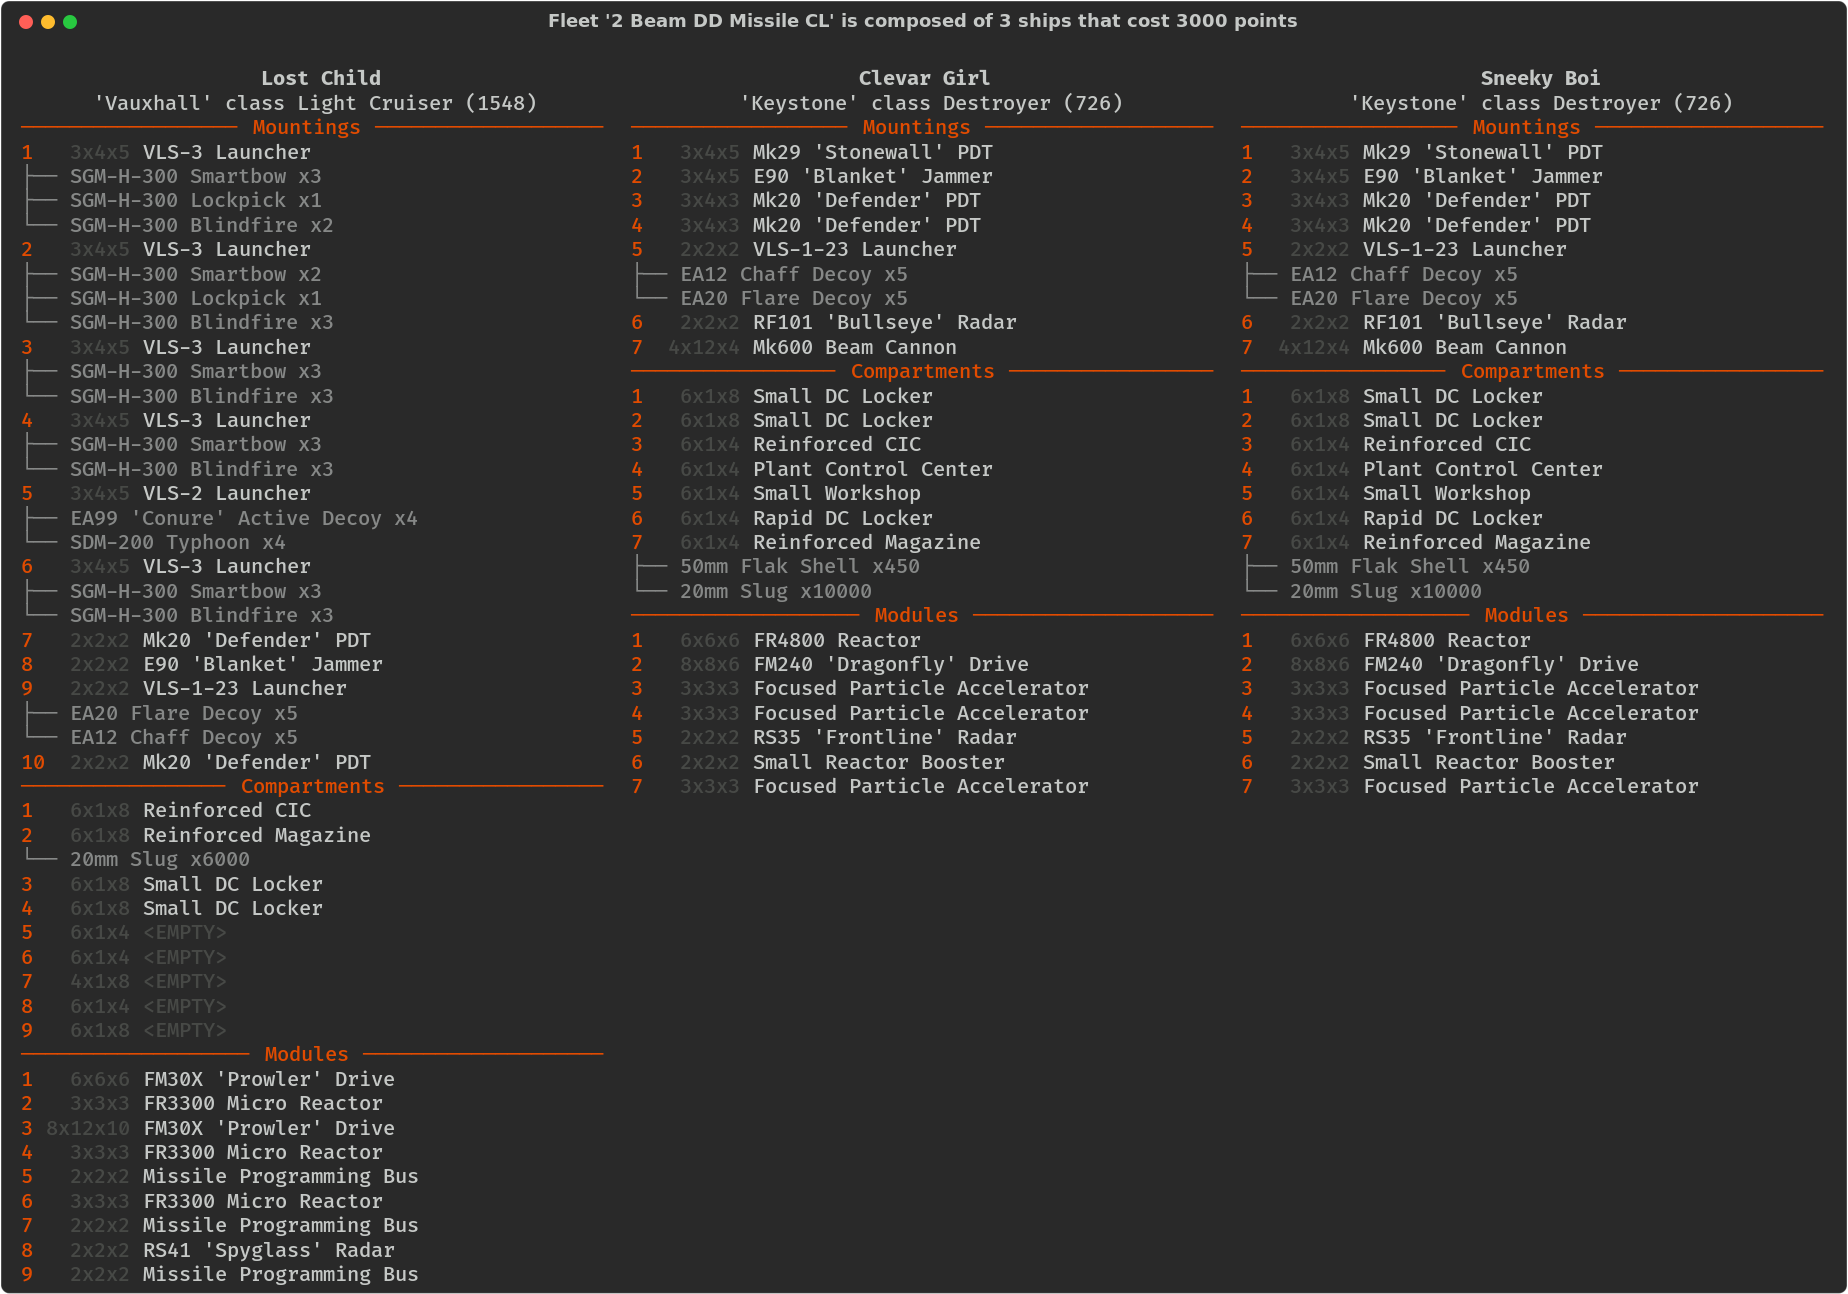 Fleet '2 Beam DD Missile CL' is composed of 3 ships that cost 3000 points
Lost Child
'Vauxhall' class Light Cruiser (1548)
Mountings
1 3x4x5 VLS-3 Launcher
├── SGM-H-300 Smartbow x3
├── SGM-H-300 Lockpick x1
└── SGM-H-300 Blindfire x2
2 3x4x5 VLS-3 Launcher
├── SGM-H-300 Smartbow x2
├── SGM-H-300 Lockpick x1
└── SGM-H-300 Blindfire x3
3 3x4x5 VLS-3 Launcher
├── SGM-H-300 Smartbow x3
└── SGM-H-300 Blindfire x3
4 3x4x5 VLS-3 Launcher
├── SGM-H-300 Smartbow x3
└── SGM-H-300 Blindfire x3
5 3x4x5 VLS-2 Launcher
├── EA99 'Conure' Active Decoy x4
└── SDM-200 Typhoon x4
6 3x4x5 VLS-3 Launcher
├── SGM-H-300 Smartbow x3
└── SGM-H-300 Blindfire x3
7 2x2x2 Mk20 'Defender' PDT
8 2x2x2 E90 'Blanket' Jammer
9 2x2x2 VLS-1-23 Launcher
├── EA20 Flare Decoy x5
└── EA12 Chaff Decoy x5
10 2x2x2 Mk20 'Defender' PDT
Compartments
1 6x1x8 Reinforced CIC
2 6x1x8 Reinforced Magazine
└── 20mm Slug x6000
3 6x1x8 Small DC Locker
4 6x1x8 Small DC Locker
5 6x1x4 <EMPTY>
6 6x1x4 <EMPTY>
7 4x1x8 <EMPTY>
8 6x1x4 <EMPTY>
9 6x1x8 <EMPTY>
Modules
1 6x6x6 FM30X 'Prowler' Drive
2 3x3x3 FR3300 Micro Reactor
3 8x12x10 FM30X 'Prowler' Drive
4 3x3x3 FR3300 Micro Reactor
5 2x2x2 Missile Programming Bus
6 3x3x3 FR3300 Micro Reactor
7 2x2x2 Missile Programming Bus
8 2x2x2 RS41 'Spyglass' Radar
9 2x2x2 Missile Programming Bus
Clevar Girl
'Keystone' class Destroyer (726)
Mountings
1 3x4x5 Mk29 'Stonewall' PDT
2 3x4x5 E90 'Blanket' Jammer
3 3x4x3 Mk20 'Defender' PDT
4 3x4x3 Mk20 'Defender' PDT
5 2x2x2 VLS-1-23 Launcher
├── EA12 Chaff Decoy x5
└── EA20 Flare Decoy x5
6 2x2x2 RF101 'Bullseye' Radar
7 4x12x4 Mk600 Beam Cannon
Compartments
1 6x1x8 Small DC Locker
2 6x1x8 Small DC Locker
3 6x1x4 Reinforced CIC
4 6x1x4 Plant Control Center
5 6x1x4 Small Workshop
6 6x1x4 Rapid DC Locker
7 6x1x4 Reinforced Magazine
├── 50mm Flak Shell x450
└── 20mm Slug x10000
Modules
1 6x6x6 FR4800 Reactor
2 8x8x6 FM240 'Dragonfly' Drive
3 3x3x3 Focused Particle Accelerator
4 3x3x3 Focused Particle Accelerator
5 2x2x2 RS35 'Frontline' Radar
6 2x2x2 Small Reactor Booster
7 3x3x3 Focused Particle Accelerator
Sneeky Boi
'Keystone' class Destroyer (726)
Mountings
1 3x4x5 Mk29 'Stonewall' PDT
2 3x4x5 E90 'Blanket' Jammer
3 3x4x3 Mk20 'Defender' PDT
4 3x4x3 Mk20 'Defender' PDT
5 2x2x2 VLS-1-23 Launcher
├── EA12 Chaff Decoy x5
└── EA20 Flare Decoy x5
6 2x2x2 RF101 'Bullseye' Radar
7 4x12x4 Mk600 Beam Cannon
Compartments
1 6x1x8 Small DC Locker
2 6x1x8 Small DC Locker
3 6x1x4 Reinforced CIC
4 6x1x4 Plant Control Center
5 6x1x4 Small Workshop
6 6x1x4 Rapid DC Locker
7 6x1x4 Reinforced Magazine
├── 50mm Flak Shell x450
└── 20mm Slug x10000
Modules
1 6x6x6 FR4800 Reactor
2 8x8x6 FM240 'Dragonfly' Drive
3 3x3x3 Focused Particle Accelerator
4 3x3x3 Focused Particle Accelerator
5 2x2x2 RS35 'Frontline' Radar
6 2x2x2 Small Reactor Booster
7 3x3x3 Focused Particle Accelerator